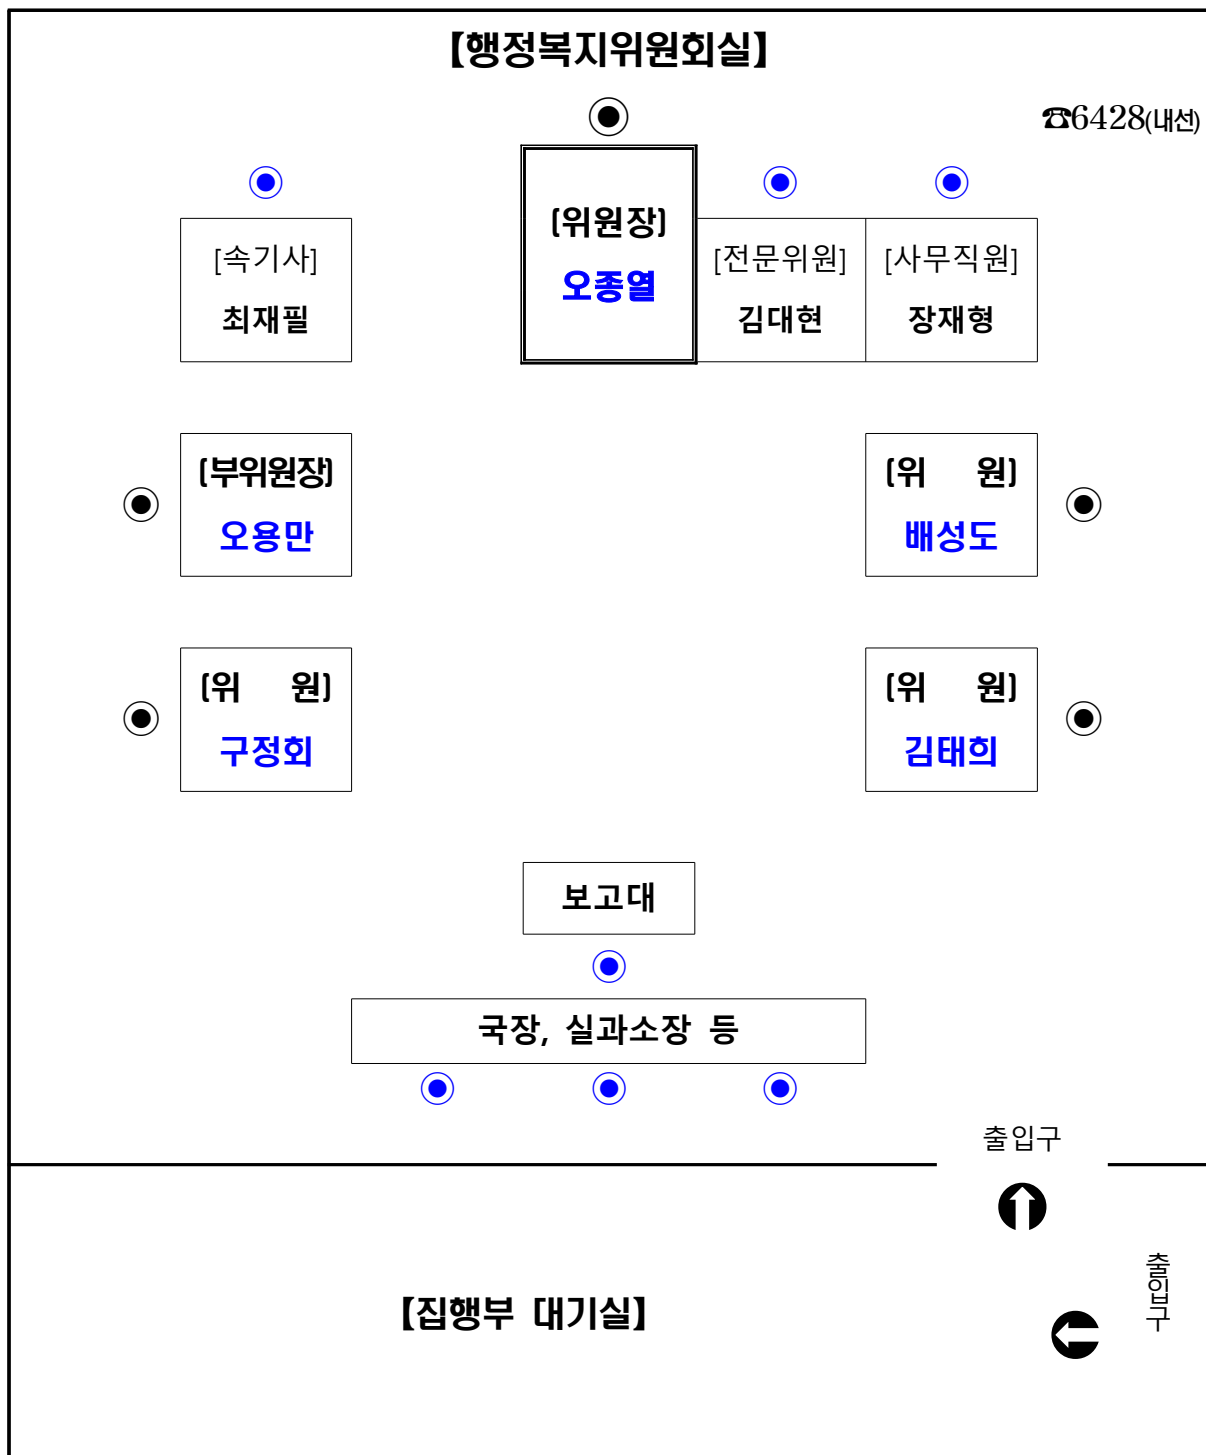 【행정복지위원회실】
☎6428(내선)
[속기사]
최재필
[위원장]
오종열
[전문위원]
김대현
[사무직원]
장재형
[부위원장]
오용만
[위 원]
배성도
[위 원]
구정회
[위 원]
김태희
보고대
국장, 실과소장 등
출입구
출입구
【집행부 대기실】